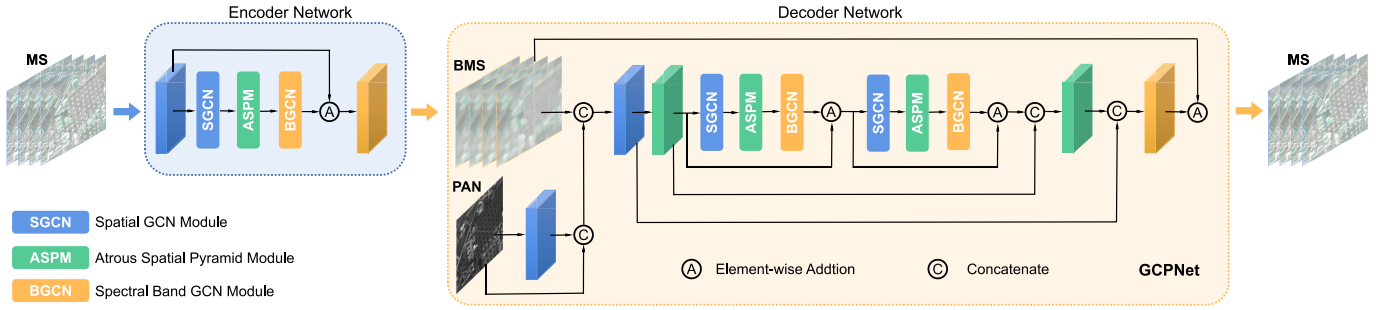 Encoder Network
Decoder Network
MS
SGCN
ASPM
BGCN
A
BMS
C
SGCN
ASPM
BGCN
A
SGCN
ASPM
BGCN
A
C
C
A
MS
PAN
C
SGCN Spatial GCN Module
ASPM Atrous Spatial Pyramid Module
BGCN Spectral Band GCN Module
A Element-wise Addtion
C Concatenate
GCPNet